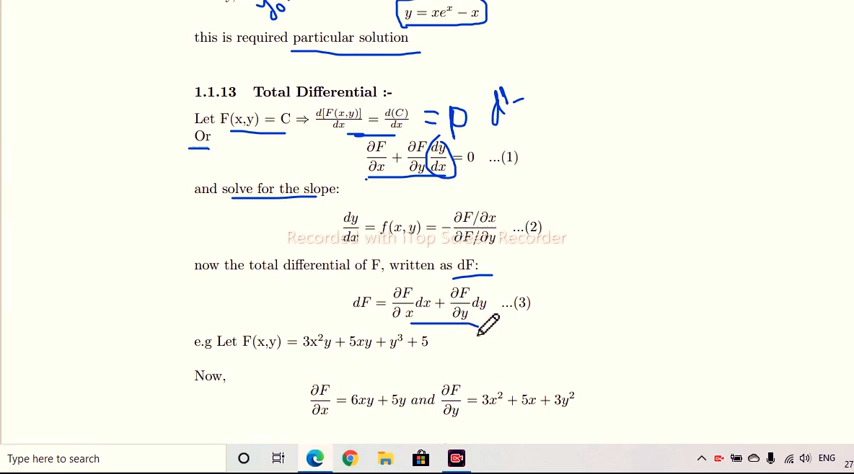 y = xeˣ − x
this is required particular solution
1.1.13 Total Differential :-
Let F(x,y) = C ⇒ d[F(x,y)]/dx = d(C)/dx = p
Or
∂F/∂x + ∂F/∂y dy/dx = 0 ...(1)
and solve for the slope:
dy/dx = f(x, y) = − ∂F/∂x / ∂F/∂y ...(2)
Recorded with iTop Screen Recorder
now the total differential of F, written as dF:
dF = ∂F/∂x dx + ∂F/∂y dy ...(3)
e.g Let F(x,y) = 3x²y + 5xy + y³ + 5
Now,
∂F/∂x = 6xy + 5y and ∂F/∂y = 3x² + 5x + 3y²
Type here to search
ENG
27